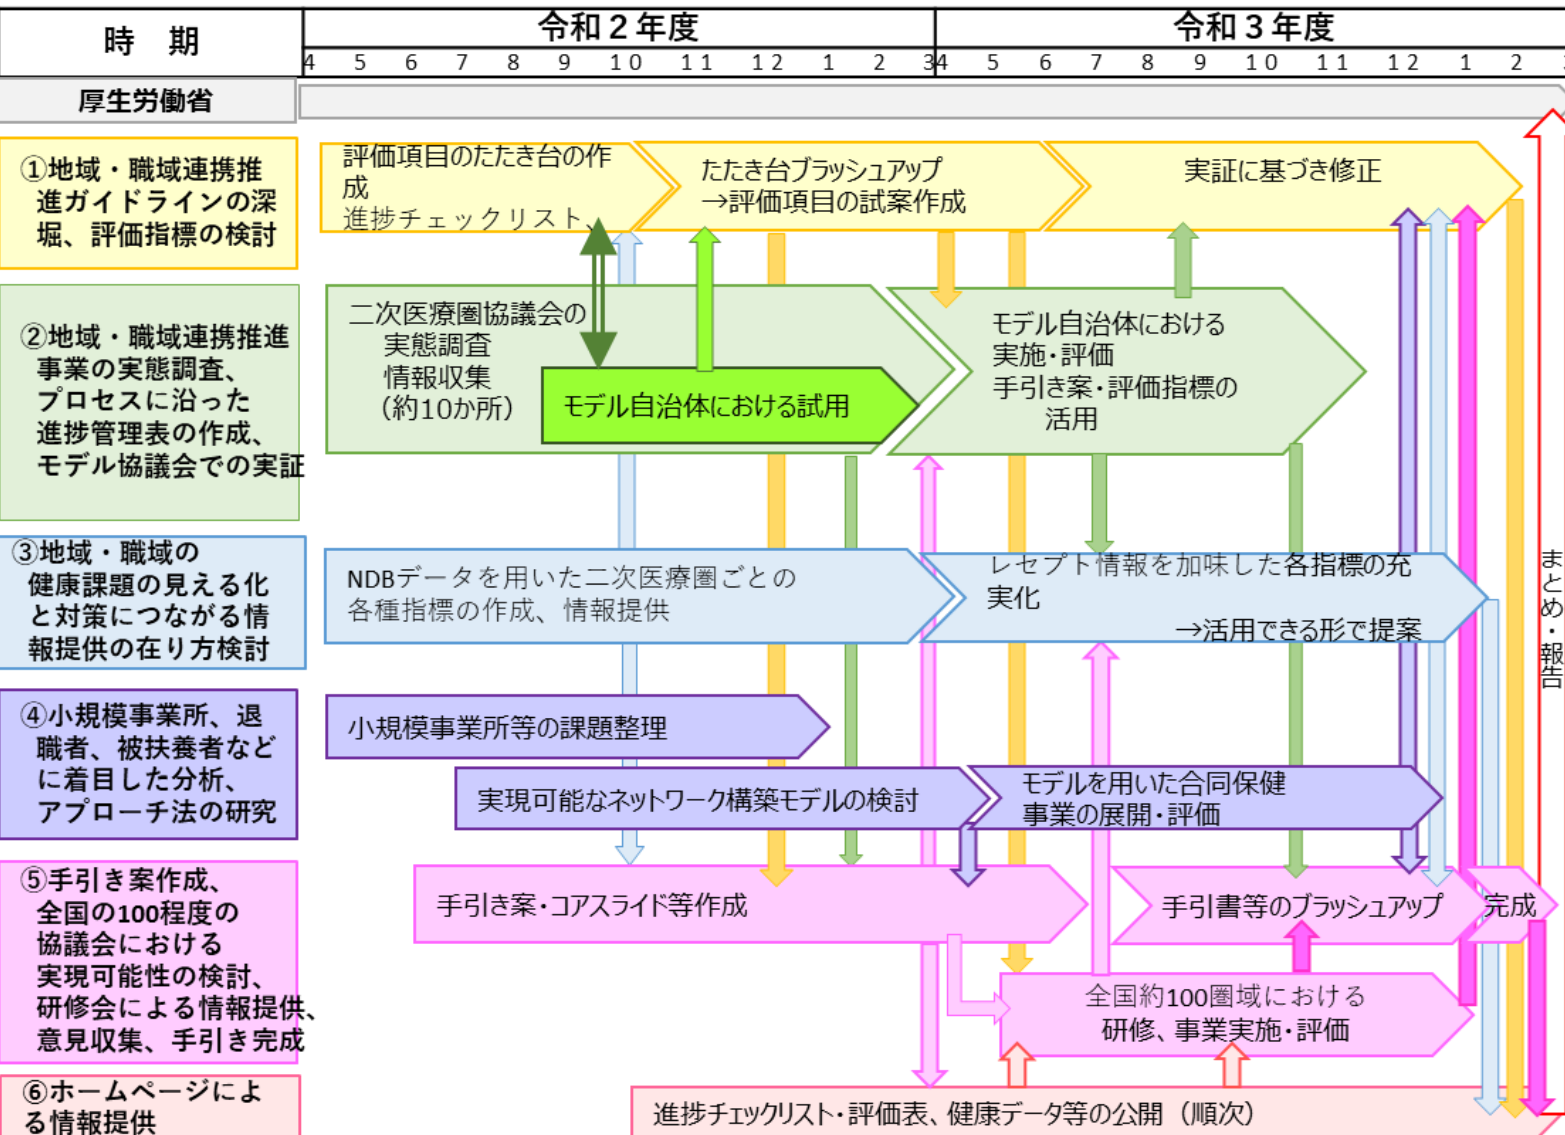 時　期
令和２年度
令和３年度
4 5 6 7 8 9 10 11 12 1 2 3
4 5 6 7 8 9 10 11 12 1 2
厚生労働省
①地域・職域連携推
進ガイドラインの深
堀、評価指標の検討
評価項目のたたき台の作
成
進捗チェックリスト、
たたき台ブラッシュアップ
→評価項目の試案作成
実証に基づき修正
②地域・職域連携推進
事業の実態調査、
プロセスに沿った
進捗管理表の作成、
モデル協議会での実証
二次医療圏協議会の
実態調査
情報収集
（約10か所）
モデル自治体における試用
モデル自治体における
実施・評価
手引き案・評価指標の
活用
③地域・職域の
健康課題の見える化
と対策につながる情
報提供の在り方検討
NDBデータを用いた二次医療圏ごとの
各種指標の作成、情報提供
レセプト情報を加味した各指標の充
実化
→活用できる形で提案
まとめ・報告
④小規模事業所、退
職者、被扶養者など
に着目した分析、
アプローチ法の研究
小規模事業所等の課題整理
実現可能なネットワーク構築モデルの検討
モデルを用いた合同保健
事業の展開・評価
⑤手引き案作成、
全国の100程度の
協議会における
実現可能性の検討、
研修会による情報提供、
意見収集、手引き完成
手引き案・コアスライド等作成
手引書等のブラッシュアップ
完成
全国約100圏域における
研修、事業実施・評価
⑥ホームページによ
る情報提供
進捗チェックリスト・評価表、健康データ等の公開（順次）